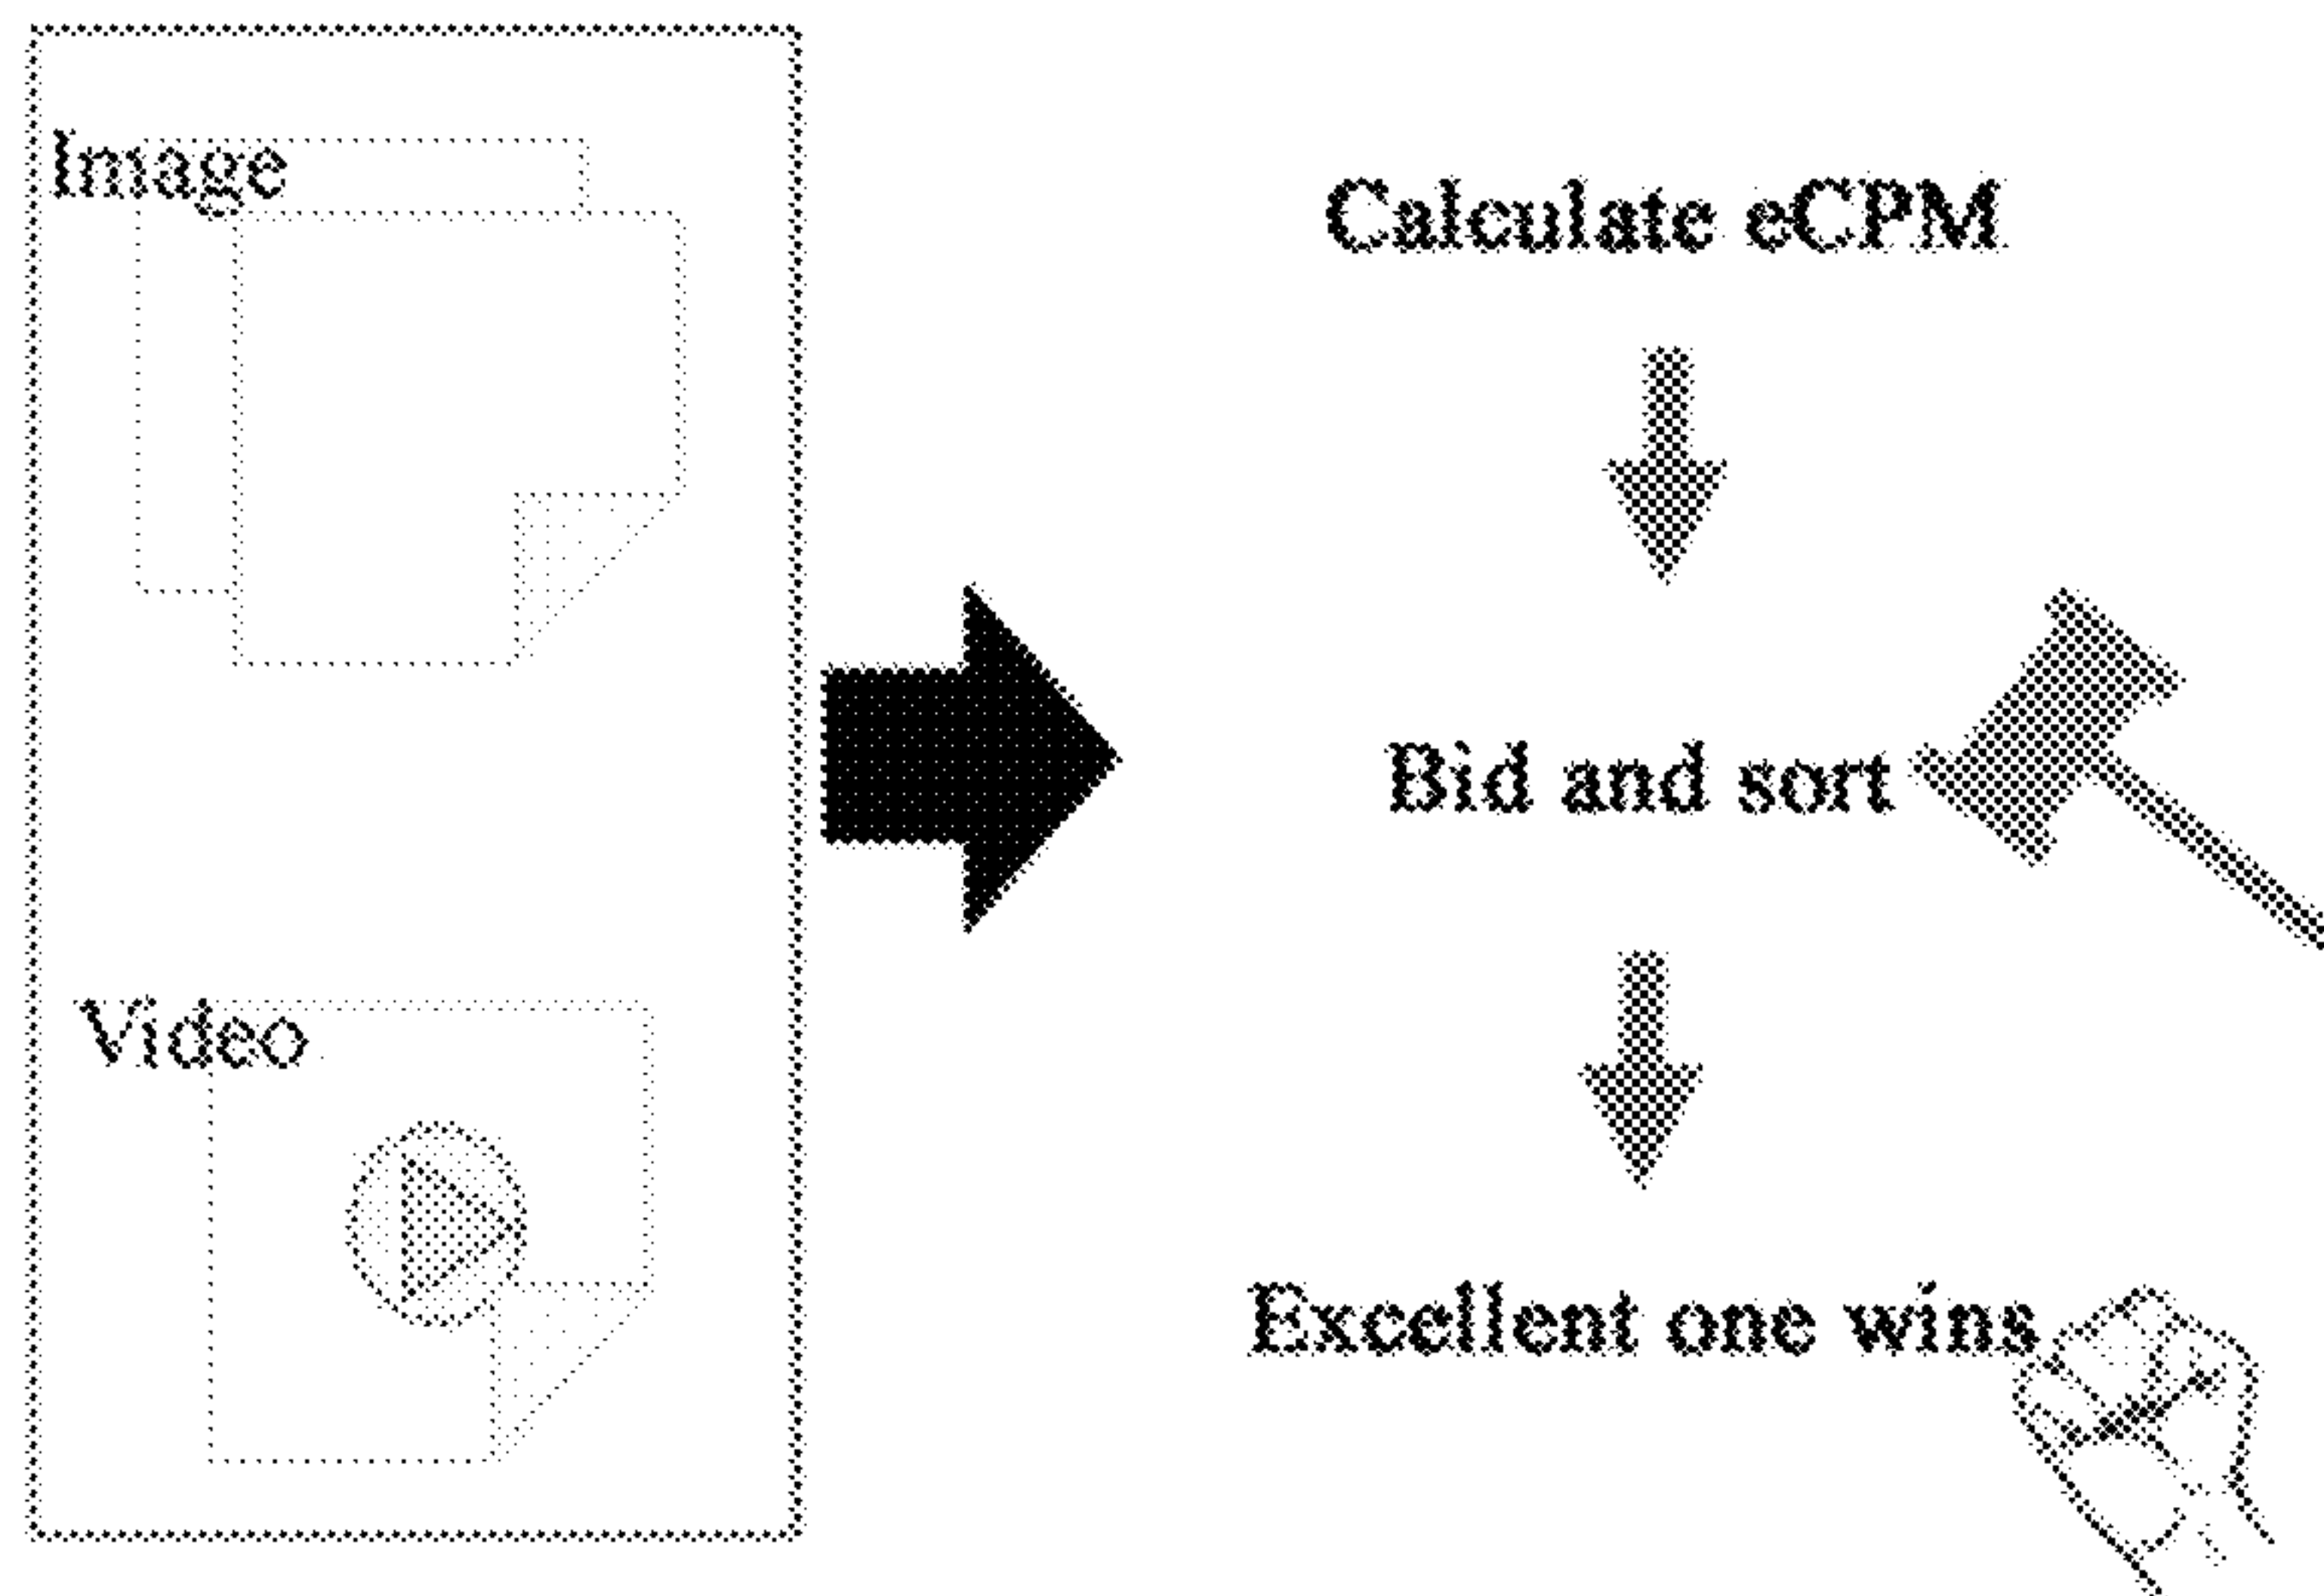 Image
Video
Calculate eCPM
Bid and sort
Excellent one wins